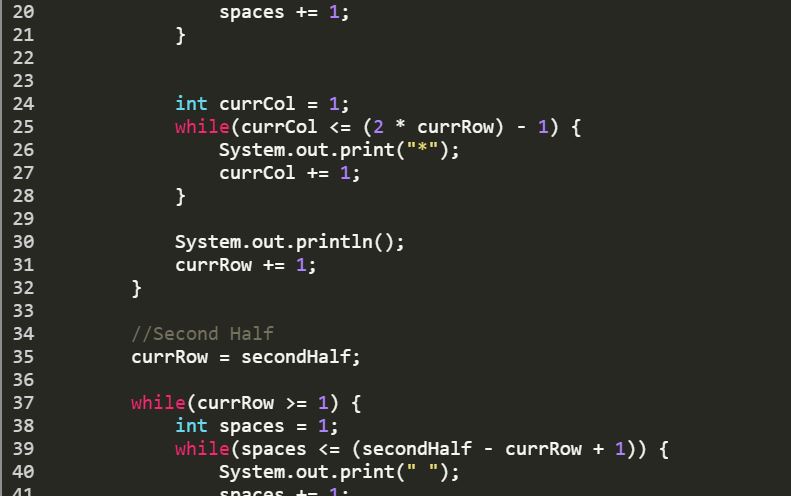 20                 spaces += 1;
21             }
22
23
24             int currCol = 1;
25             while(currCol <= (2 * currRow) - 1) {
26                 System.out.print("*");
27                 currCol += 1;
28             }
29
30             System.out.println();
31             currRow += 1;
32         }
33
34         //Second Half
35         currRow = secondHalf;
36
37         while(currRow >= 1) {
38             int spaces = 1;
39             while(spaces <= (secondHalf - currRow + 1)) {
40                 System.out.print(" ");
41                 spaces += 1;